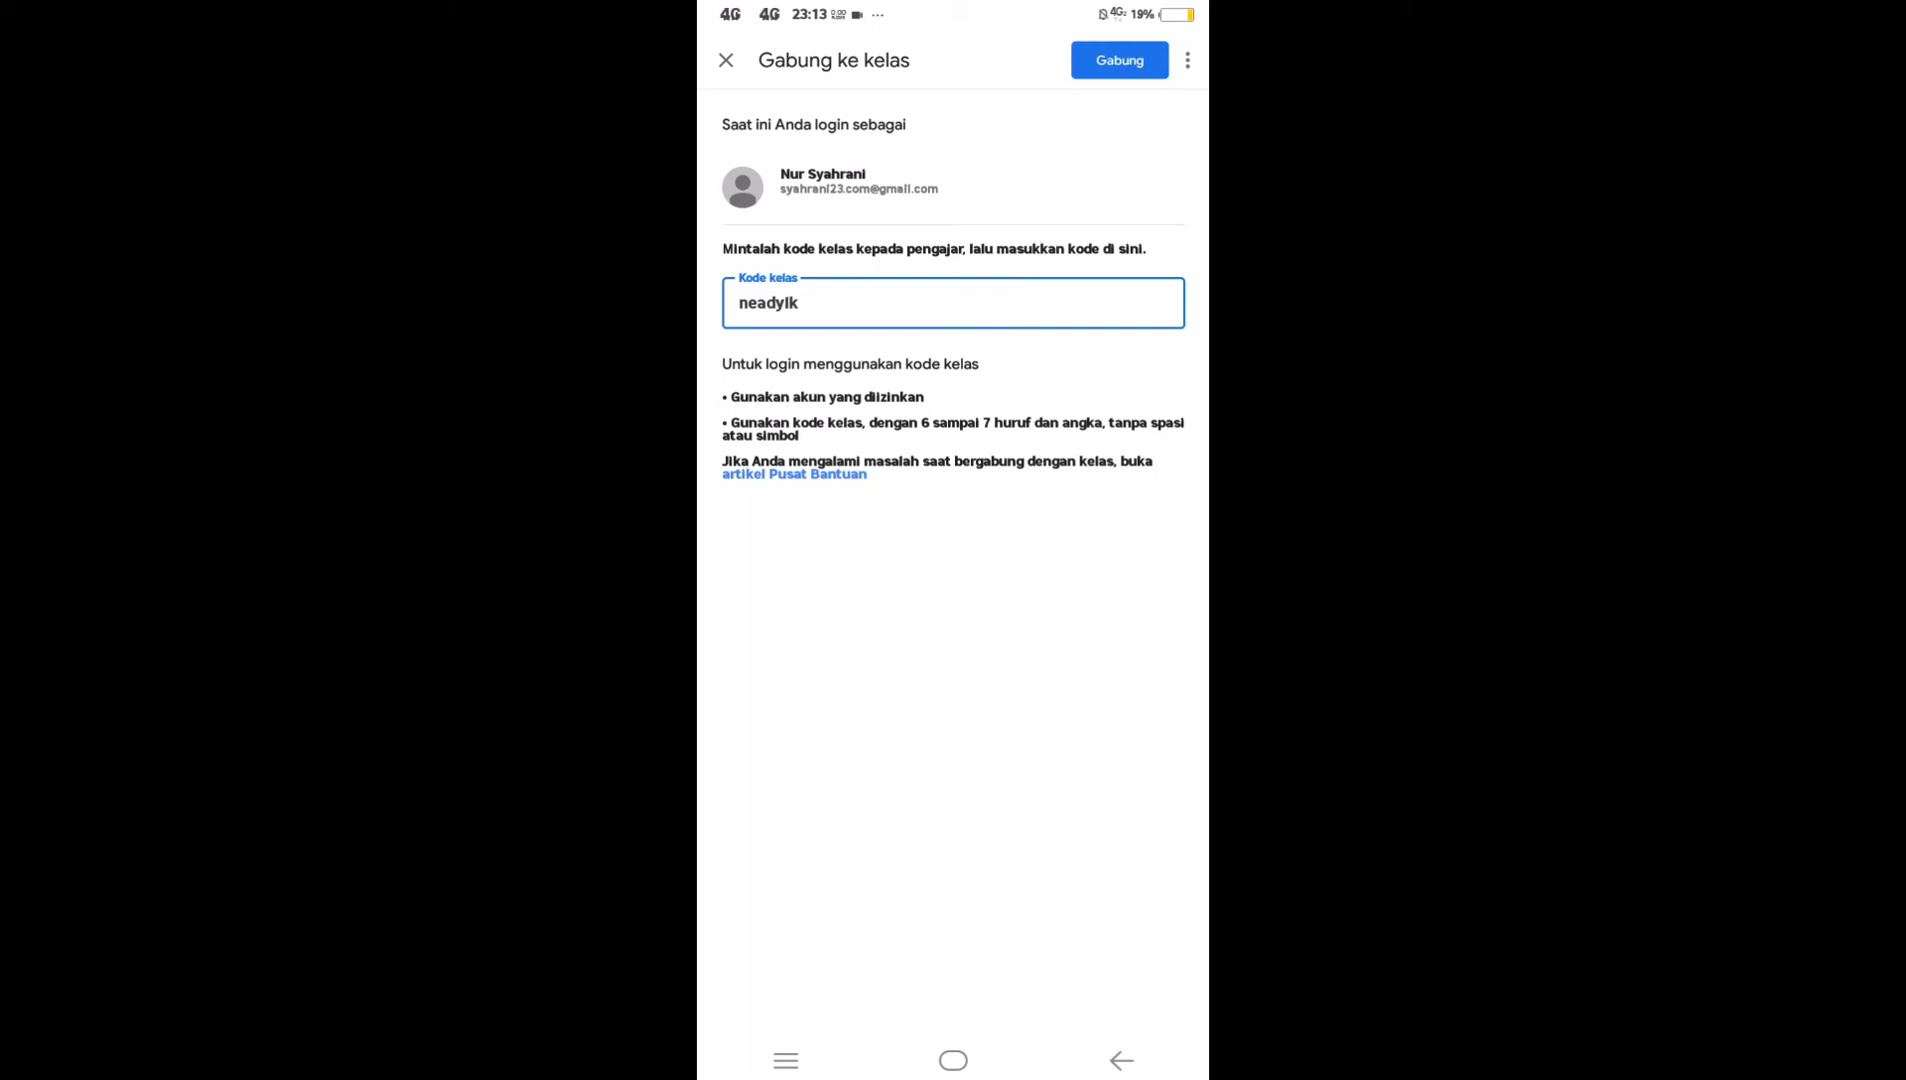 4G 4G 23:13 0.00 ... 4G 19%
Gabung ke kelas
Gabung
Saat ini Anda login sebagai
Nur Syahrani
syahrani23.com@gmail.com
Mintalah kode kelas kepada pengajar, lalu masukkan kode di sini.
Kode kelas
neadylk
Untuk login menggunakan kode kelas
• Gunakan akun yang diizinkan
• Gunakan kode kelas, dengan 6 sampai 7 huruf dan angka, tanpa spasi
atau simbol
Jika Anda mengalami masalah saat bergabung dengan kelas, buka
artikel Pusat Bantuan